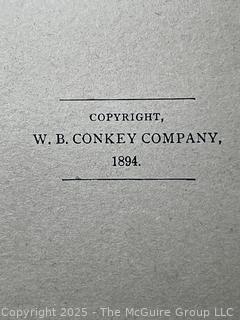 COPYRIGHT,
W. B. CONKEY COMPANY,
1894.
Copyright 2025 - The McGuire Group LLC